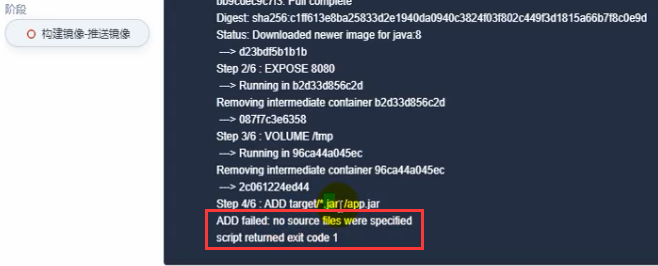 阶段
构建镜像-推送镜像
bb9cec9c7f3: Pull complete
Digest: sha256:c1ff613e8ba25833d2e1940da0940c3824f03f802c449f3d1815a66b7f8c0e9d
Status: Downloaded newer image for java:8
---> d23bdf5b1b1b
Step 2/6 : EXPOSE 8080
---> Running in b2d33d856c2d
Removing intermediate container b2d33d856c2d
---> 087f7c3e6358
Step 3/6 : VOLUME /tmp
---> Running in 96ca44a045ec
Removing intermediate container 96ca44a045ec
---> 2c061224ed44
Step 4/6 : ADD target/*.jar /app.jar
ADD failed: no source files were specified
script returned exit code 1